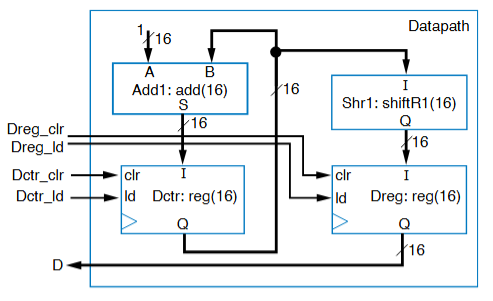 Datapath
1 16
A B
Add1: add(16)
S
16
16
I
Shr1: shiftR1(16)
Q
16
Dreg_clr
Dreg_ld
Dctr_clr
Dctr_ld
clr I
ld Dctr: reg(16)
Q
clr I
ld Dreg: reg(16)
Q
16
D